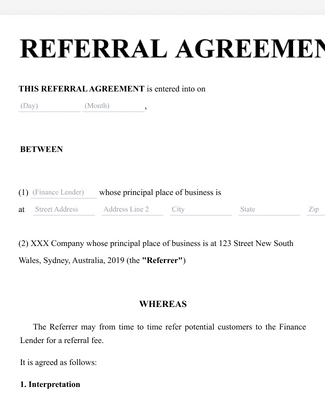 REFERRAL AGREEMEN
THIS REFERRAL AGREEMENT is entered into on
(Day) (Month) ,
BETWEEN
(1) (Finance Lender) whose principal place of business is
at Street Address Address Line 2 City State Zip
(2) XXX Company whose principal place of business is at 123 Street New South
Wales, Sydney, Australia, 2019 (the "Referrer")
WHEREAS
The Referrer may from time to time refer potential customers to the Finance
Lender for a referral fee.
It is agreed as follows:
1. Interpretation